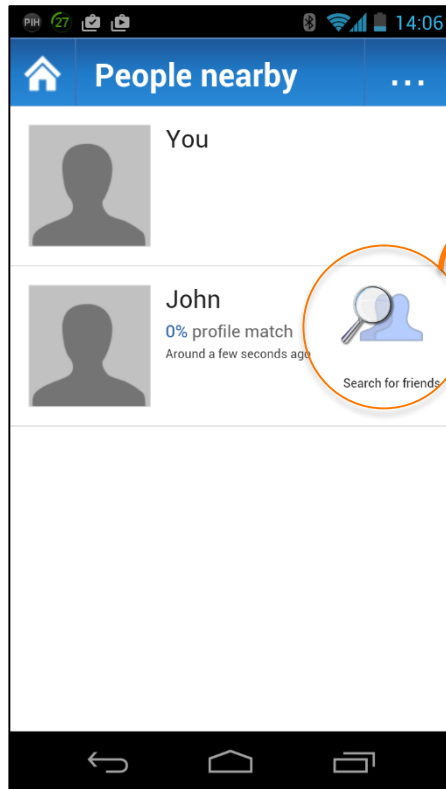 PIH 27 14:06
People nearby ...
You
John
0% profile match
Around a few seconds ago
Search for friends